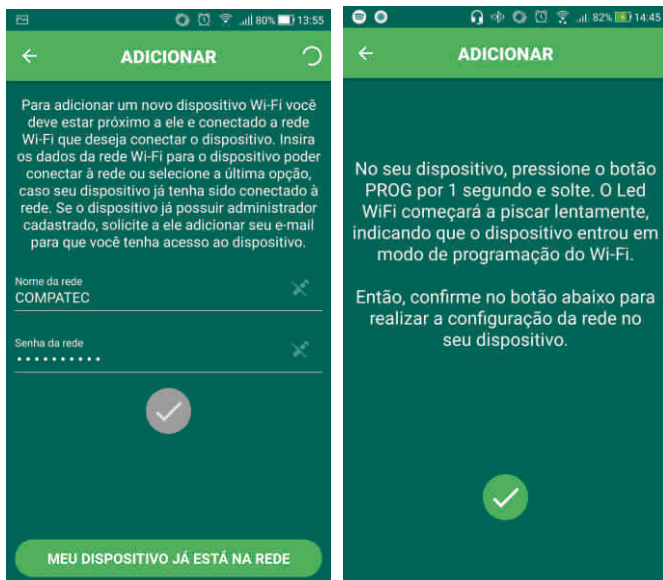 80% 13:55
ADICIONAR
Para adicionar um novo dispositivo Wi-Fi você
deve estar próximo a ele e conectado a rede
Wi-Fi que deseja conectar o dispositivo. Insira
os dados da rede Wi-Fi para o dispositivo poder
conectar à rede ou selecione a última opção,
caso seu dispositivo já tenha sido conectado à
rede. Se o dispositivo já possuir administrador
cadastrado, solicite a ele adicionar seu e-mail
para que você tenha acesso ao dispositivo.
Nome da rede
COMPATEC
Senha da rede
••••••••••
MEU DISPOSITIVO JÁ ESTÁ NA REDE
82% 14:45
ADICIONAR
No seu dispositivo, pressione o botão
PROG por 1 segundo e solte. O Led
WiFi começará a piscar lentamente,
indicando que o dispositivo entrou em
modo de programação do Wi-Fi.
Então, confirme no botão abaixo para
realizar a configuração da rede no
seu dispositivo.